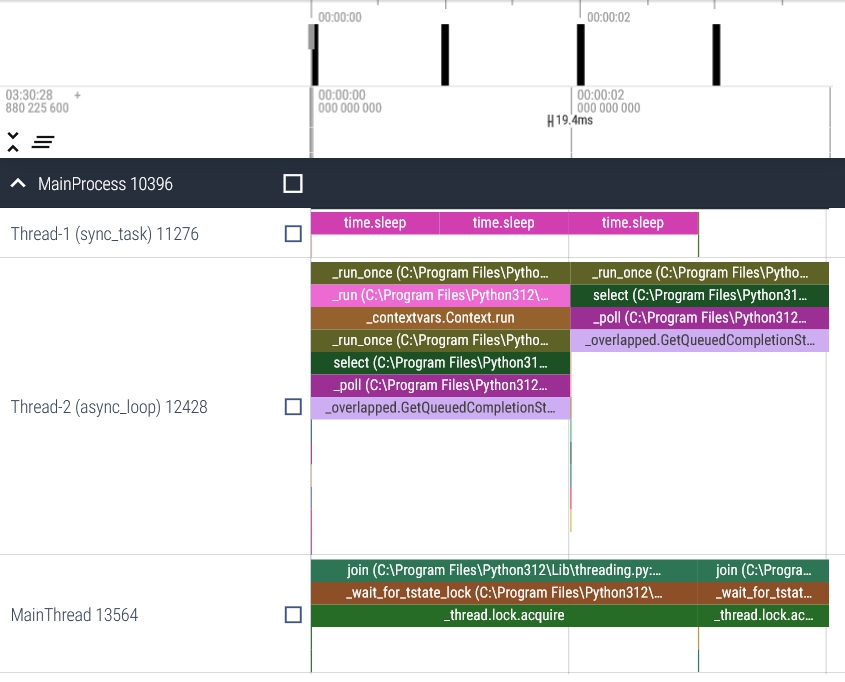 00:00:00 00:00:02
03:30:28 + 00:00:00 00:00:02
880 225 600 000 000 000 000 000 000
19.4ms
MainProcess 10396
Thread-1 (sync_task) 11276 time.sleep time.sleep time.sleep
_run_once (C:\Program Files\Pytho... _run_once (C:\Program Files\Pytho...
_run (C:\Program Files\Python312\... select (C:\Program Files\Python31...
_contextvars.Context.run _poll (C:\Program Files\Python312...
_run_once (C:\Program Files\Pytho... _overlapped.GetQueuedCompletionSt...
select (C:\Program Files\Python31...
_poll (C:\Program Files\Python312...
Thread-2 (async_loop) 12428 _overlapped.GetQueuedCompletionSt...
join (C:\Program Files\Python312\Lib\threading.py:... join (C:\Progra...
_wait_for_tstate_lock (C:\Program Files\Python312\... _wait_for_tstat...
MainThread 13564 _thread.lock.acquire _thread.lock.ac...